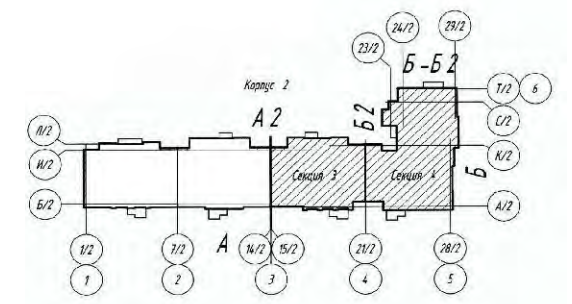 24/2
29/2
23/2
Б-Б 2
Корпус 2
Т/2 6
А 2
Б 2
С/2
Л/2
К/2
И/2
Секция 3
Секция 4
Б
Б/2
А/2
1/2
7/2
А
14/2
15/2
21/2
28/2
1
2
3
4
5